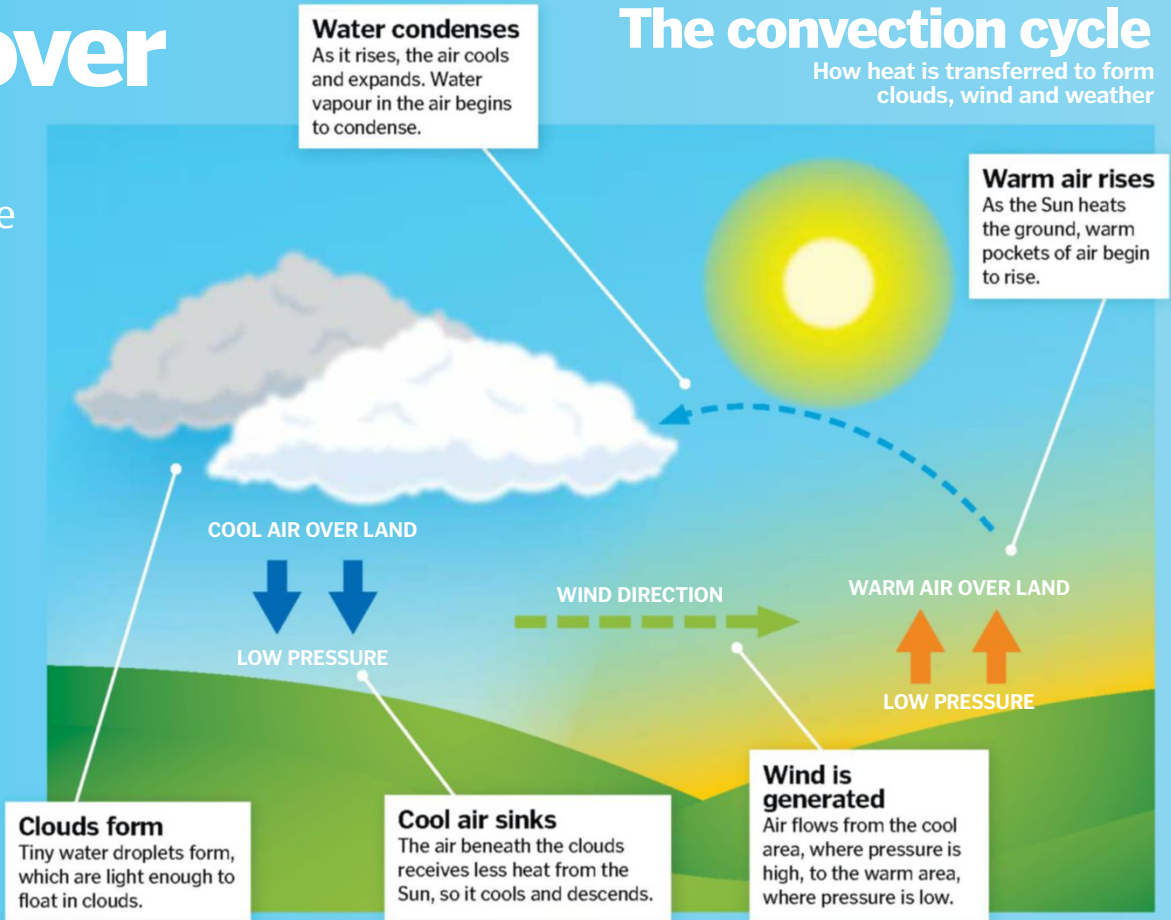 over
e
The convection cycle
How heat is transferred to form
clouds, wind and weather
Water condenses
As it rises, the air cools
and expands. Water
vapour in the air begins
to condense.
Warm air rises
As the Sun heats
the ground, warm
pockets of air begin
to rise.
COOL AIR OVER LAND
LOW PRESSURE
WIND DIRECTION
WARM AIR OVER LAND
LOW PRESSURE
Clouds form
Tiny water droplets form,
which are light enough to
float in clouds.
Cool air sinks
The air beneath the clouds
receives less heat from the
Sun, so it cools and descends.
Wind is
generated
Air flows from the cool
area, where pressure is
high, to the warm area,
where pressure is low.